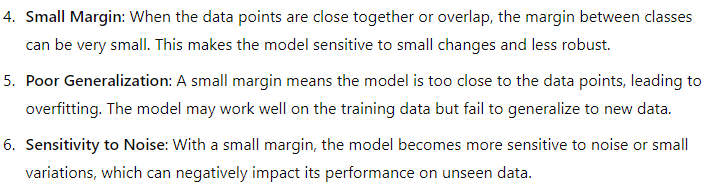 4. Small Margin: When the data points are close together or overlap, the margin between classes
can be very small. This makes the model sensitive to small changes and less robust.
5. Poor Generalization: A small margin means the model is too close to the data points, leading to
overfitting. The model may work well on the training data but fail to generalize to new data.
6. Sensitivity to Noise: With a small margin, the model becomes more sensitive to noise or small
variations, which can negatively impact its performance on unseen data.